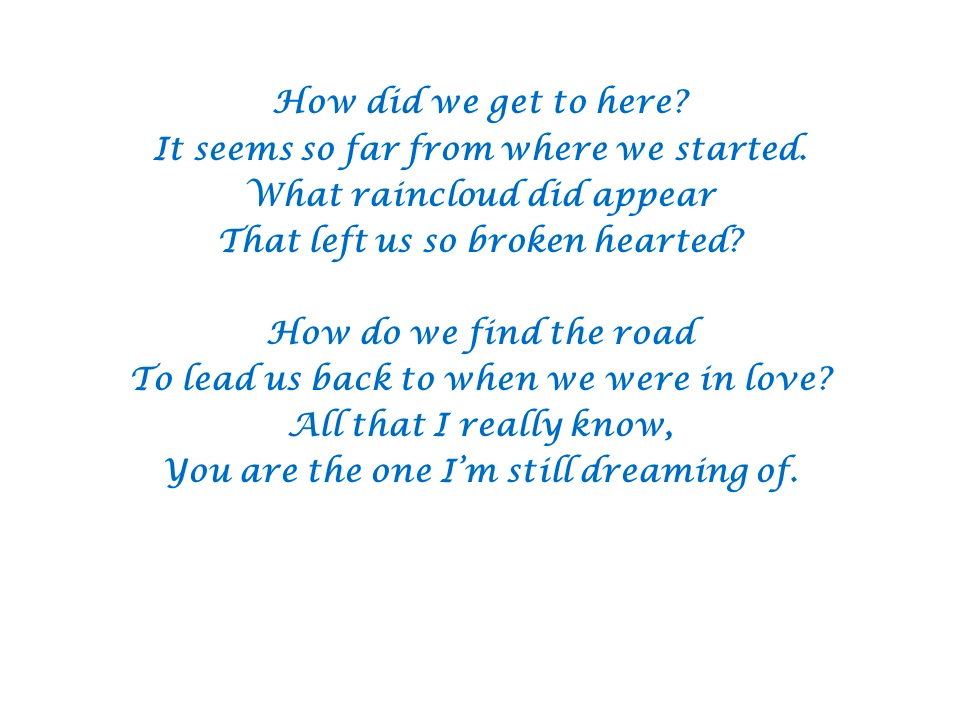 How did we get to here?
It seems so far from where we started.
What raincloud did appear
That left us so broken hearted?
How do we find the road
To lead us back to when we were in love?
All that I really know,
You are the one I’m still dreaming of.